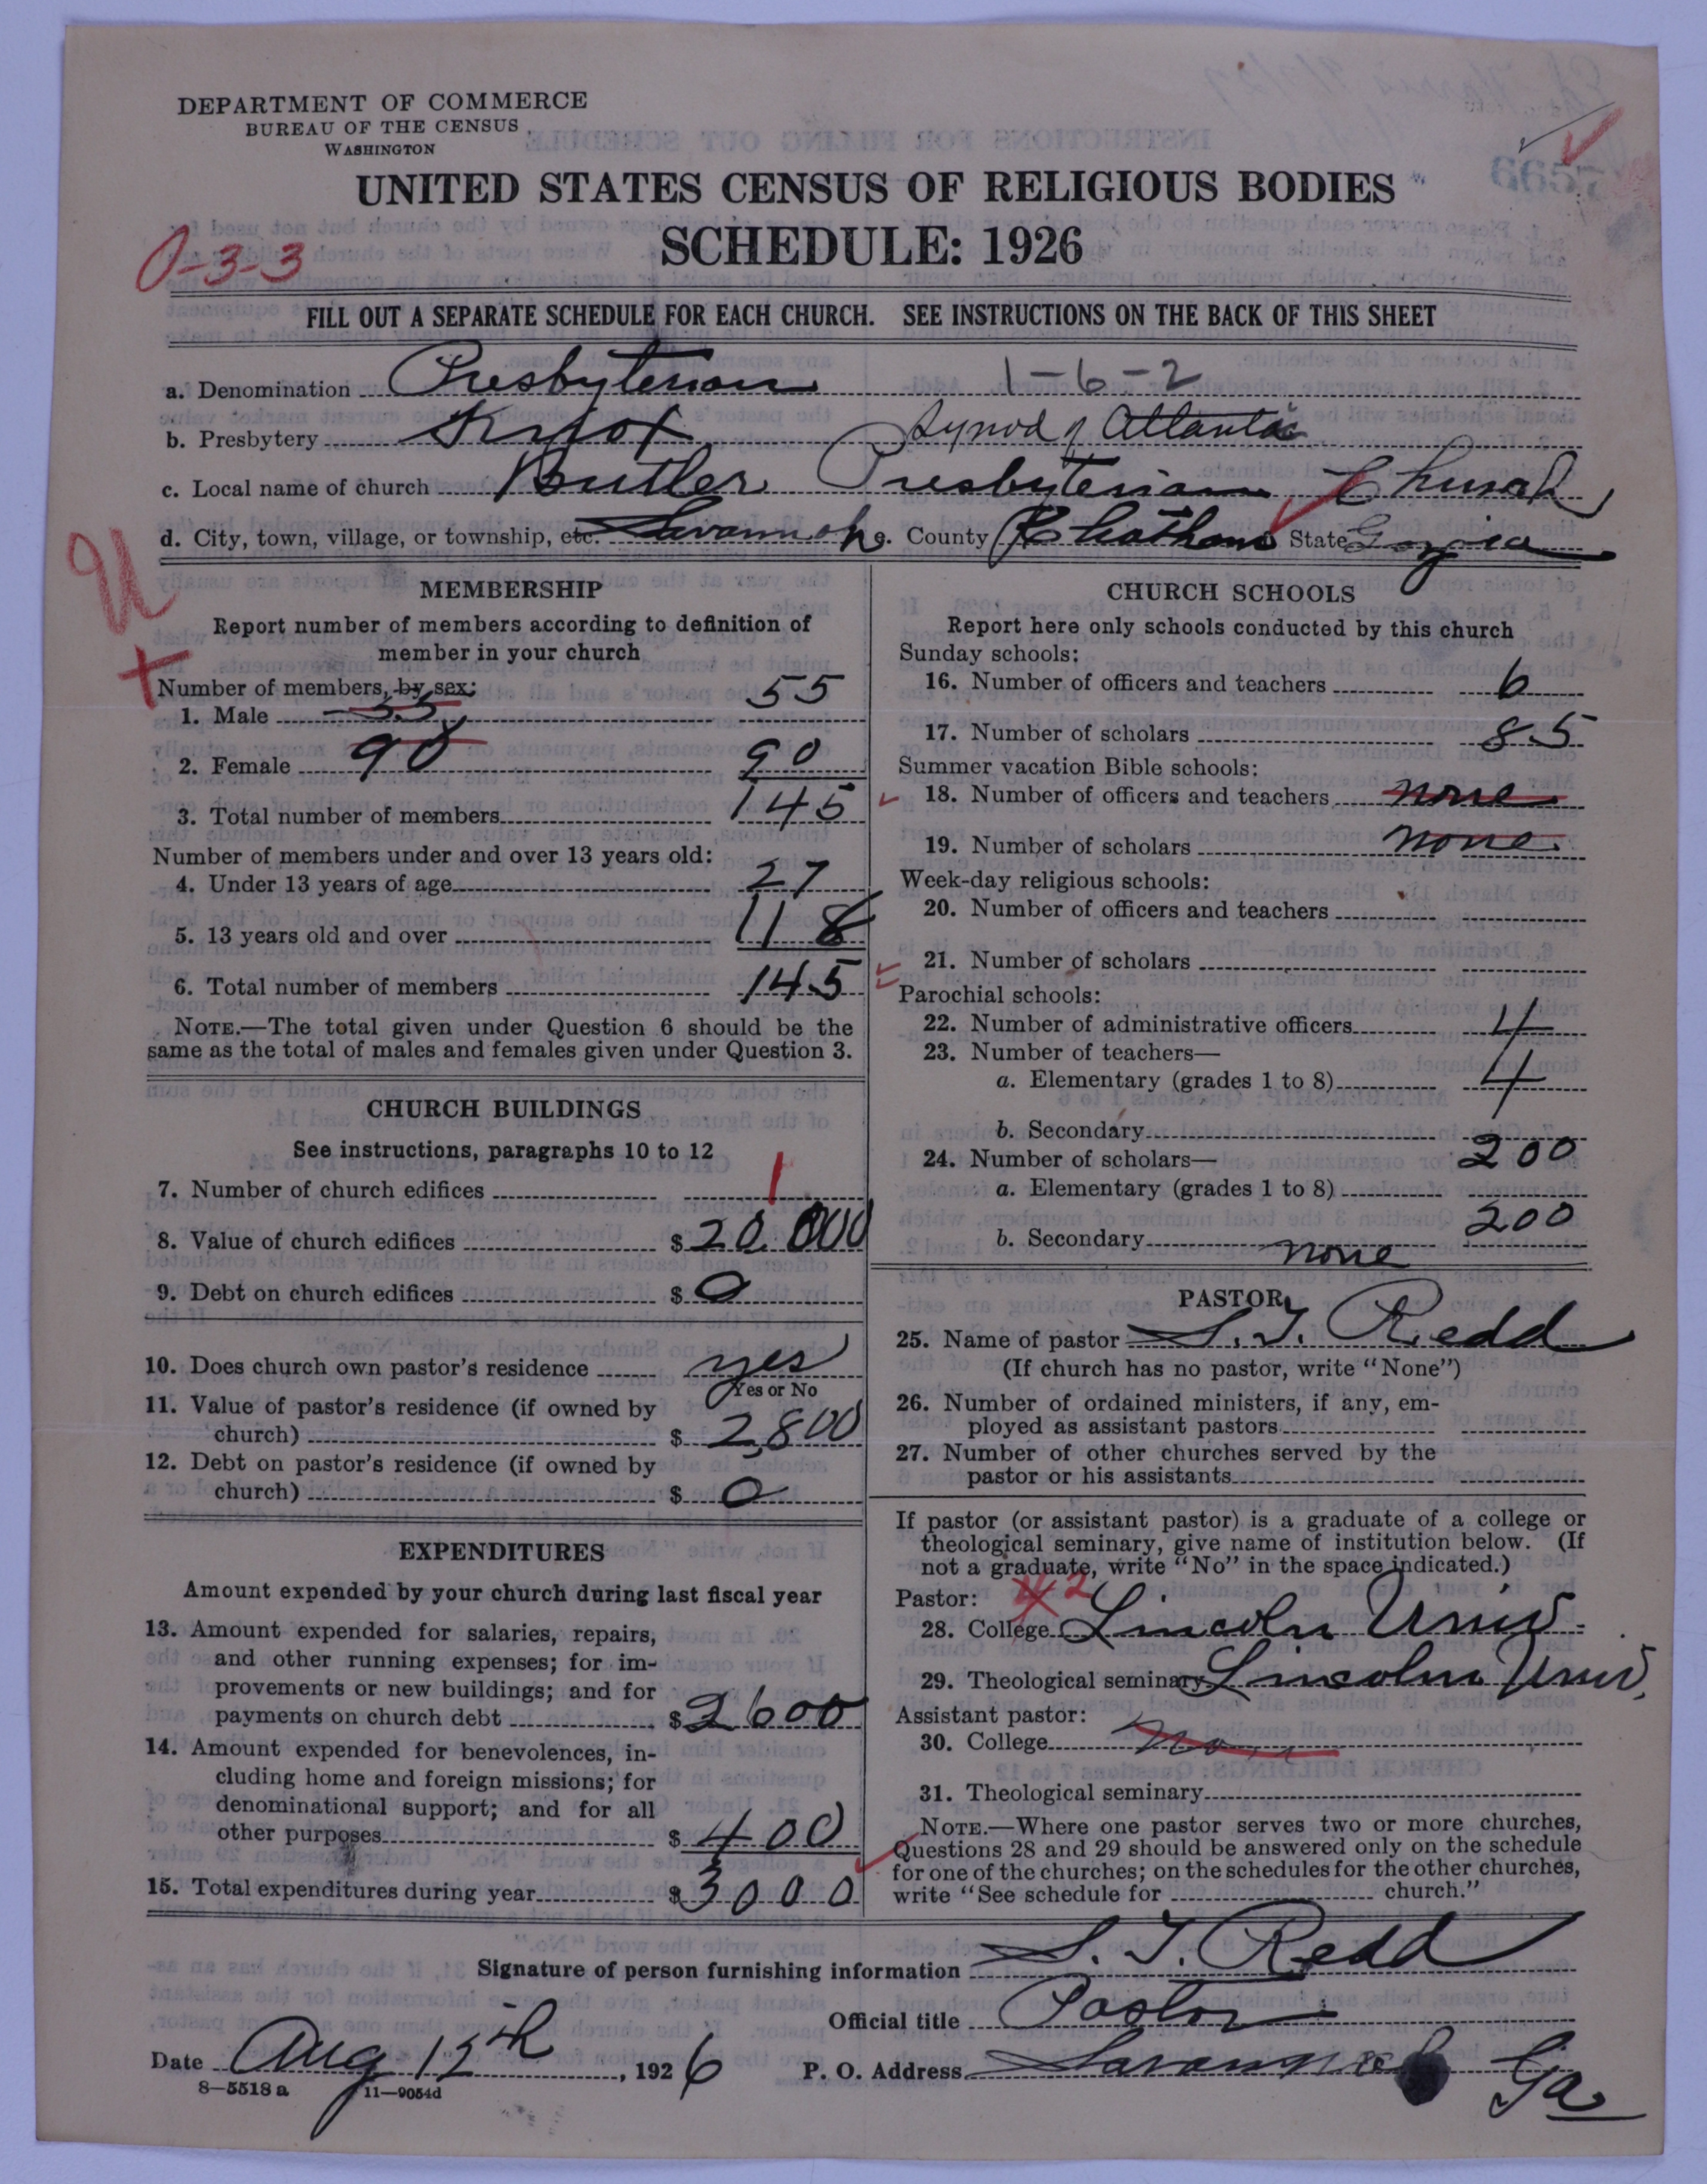 DEPARTMENT OF COMMERCE
BUREAU OF THE CENSUS
WASHINGTON
UNITED STATES CENSUS OF RELIGIOUS BODIES
SCHEDULE: 1926
0-3-3
FILL OUT A SEPARATE SCHEDULE FOR EACH CHURCH. SEE INSTRUCTIONS ON THE BACK OF THIS SHEET
a. Denomination Presbyterian 1-6-2
b. Presbytery Knox Synod of Atlanta
c. Local name of church Butler Presbyterian Church
d. City, town, village, or township, etc. Savannah e. County Chatham State Georgia
U
MEMBERSHIP
Report number of members according to definition of
member in your church
Number of members, by sex:
1. Male 55 55
2. Female 90 90
3. Total number of members 145
Number of members under and over 13 years old:
4. Under 13 years of age 27
5. 13 years old and over 118
6. Total number of members 145
NOTE.—The total given under Question 6 should be the
same as the total of males and females given under Question 3.
CHURCH BUILDINGS
See instructions, paragraphs 10 to 12
7. Number of church edifices 1
8. Value of church edifices $ 20,000
9. Debt on church edifices $ 0
10. Does church own pastor's residence yes
Yes or No
11. Value of pastor's residence (if owned by
church) $ 2,800
12. Debt on pastor's residence (if owned by
church) $ 0
EXPENDITURES
Amount expended by your church during last fiscal year
13. Amount expended for salaries, repairs,
and other running expenses; for im-
provements or new buildings; and for
payments on church debt $ 2600
14. Amount expended for benevolences, in-
cluding home and foreign missions; for
denominational support; and for all
other purposes $ 400
15. Total expenditures during year $ 3000
CHURCH SCHOOLS
Report here only schools conducted by this church
Sunday schools:
16. Number of officers and teachers 6
17. Number of scholars 85
Summer vacation Bible schools:
18. Number of officers and teachers none
19. Number of scholars none
Week-day religious schools:
20. Number of officers and teachers
21. Number of scholars
Parochial schools:
22. Number of administrative officers 4
23. Number of teachers—
a. Elementary (grades 1 to 8) 4
b. Secondary
24. Number of scholars— 200
a. Elementary (grades 1 to 8)
b. Secondary none 200
PASTOR
25. Name of pastor S. T. Redd
(If church has no pastor, write "None")
26. Number of ordained ministers, if any, em-
ployed as assistant pastors
27. Number of other churches served by the
pastor or his assistants
If pastor (or assistant pastor) is a graduate of a college or
theological seminary, give name of institution below. (If
not a graduate, write "No" in the space indicated.)
Pastor: 2
28. College Lincoln Univ.
29. Theological seminary Lincoln Univ.
Assistant pastor:
30. College No
31. Theological seminary
NOTE.—Where one pastor serves two or more churches,
Questions 28 and 29 should be answered only on the schedule
for one of the churches; on the schedules for the other churches,
write "See schedule for church."
Signature of person furnishing information S. T. Redd
Official title Pastor
Date Aug 12th, 1926 P. O. Address Savannah Ga
8—5518a 11—9054d